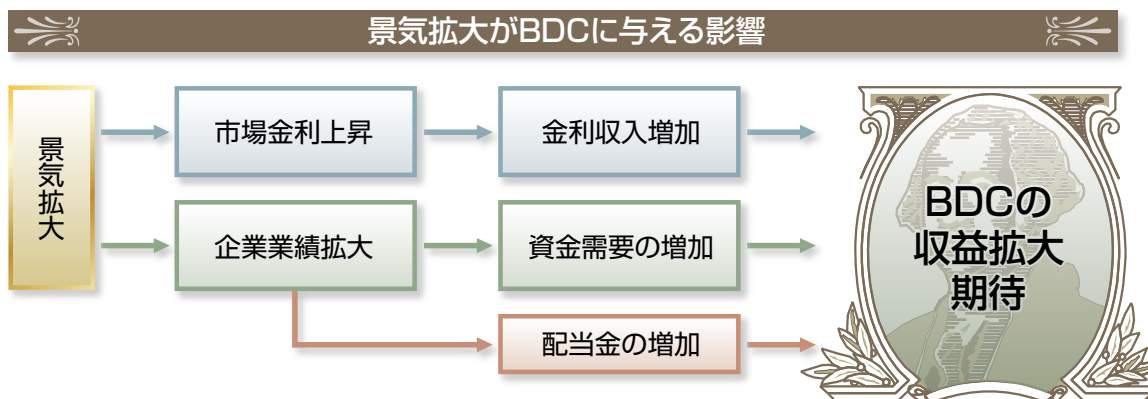 景気拡大がBDCに与える影響
景気拡大
市場金利上昇
金利収入増加
企業業績拡大
資金需要の増加
配当金の増加
BDCの
収益拡大
期待